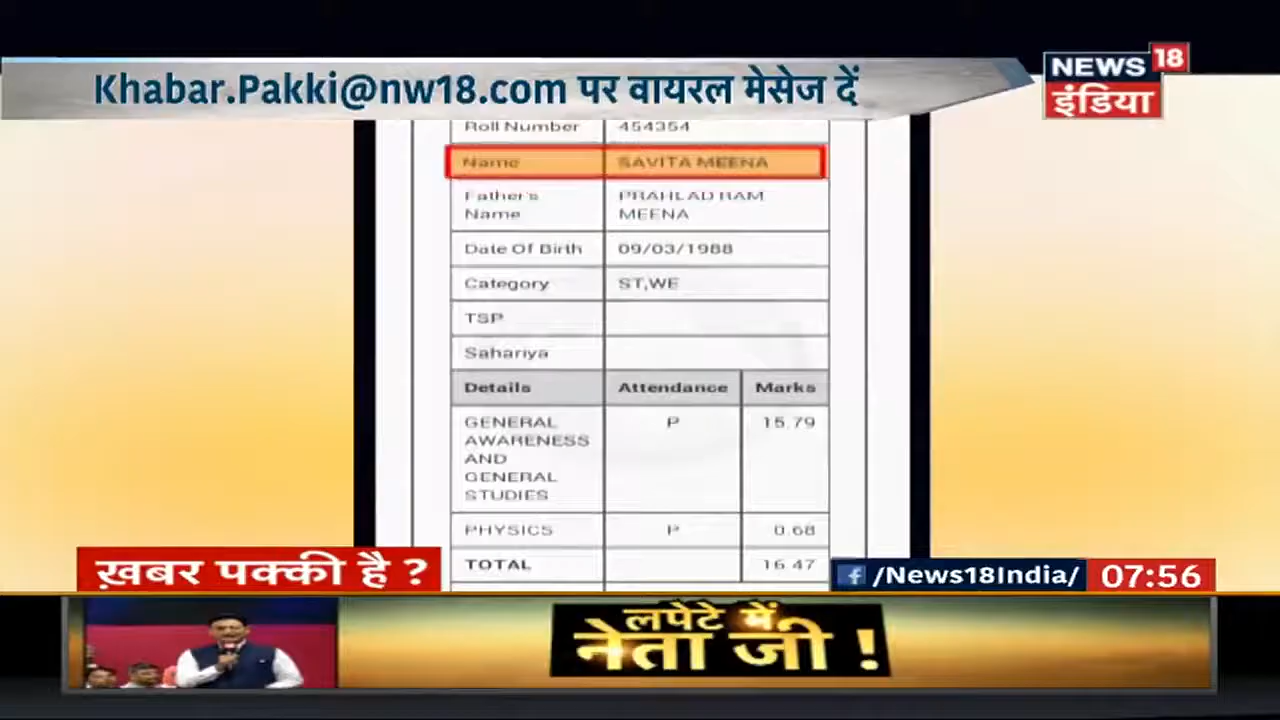 Khabar.Pakki@nw18.com पर वायरल मेसेज दें
NEWS 18
इंडिया
Roll Number 454354
Name SAVITA MEENA
Father's Name PRAHLAD RAM MEENA
Date Of Birth 09/03/1988
Category ST,WE
TSP
Sahariya
Details Attendance Marks
GENERAL AWARENESS AND GENERAL STUDIES P 15.79
PHYSICS P 0.68
TOTAL 16.47
ख़बर पक्की है ?
f /News18India/ 07:56
लपेटे में
नेता जी !